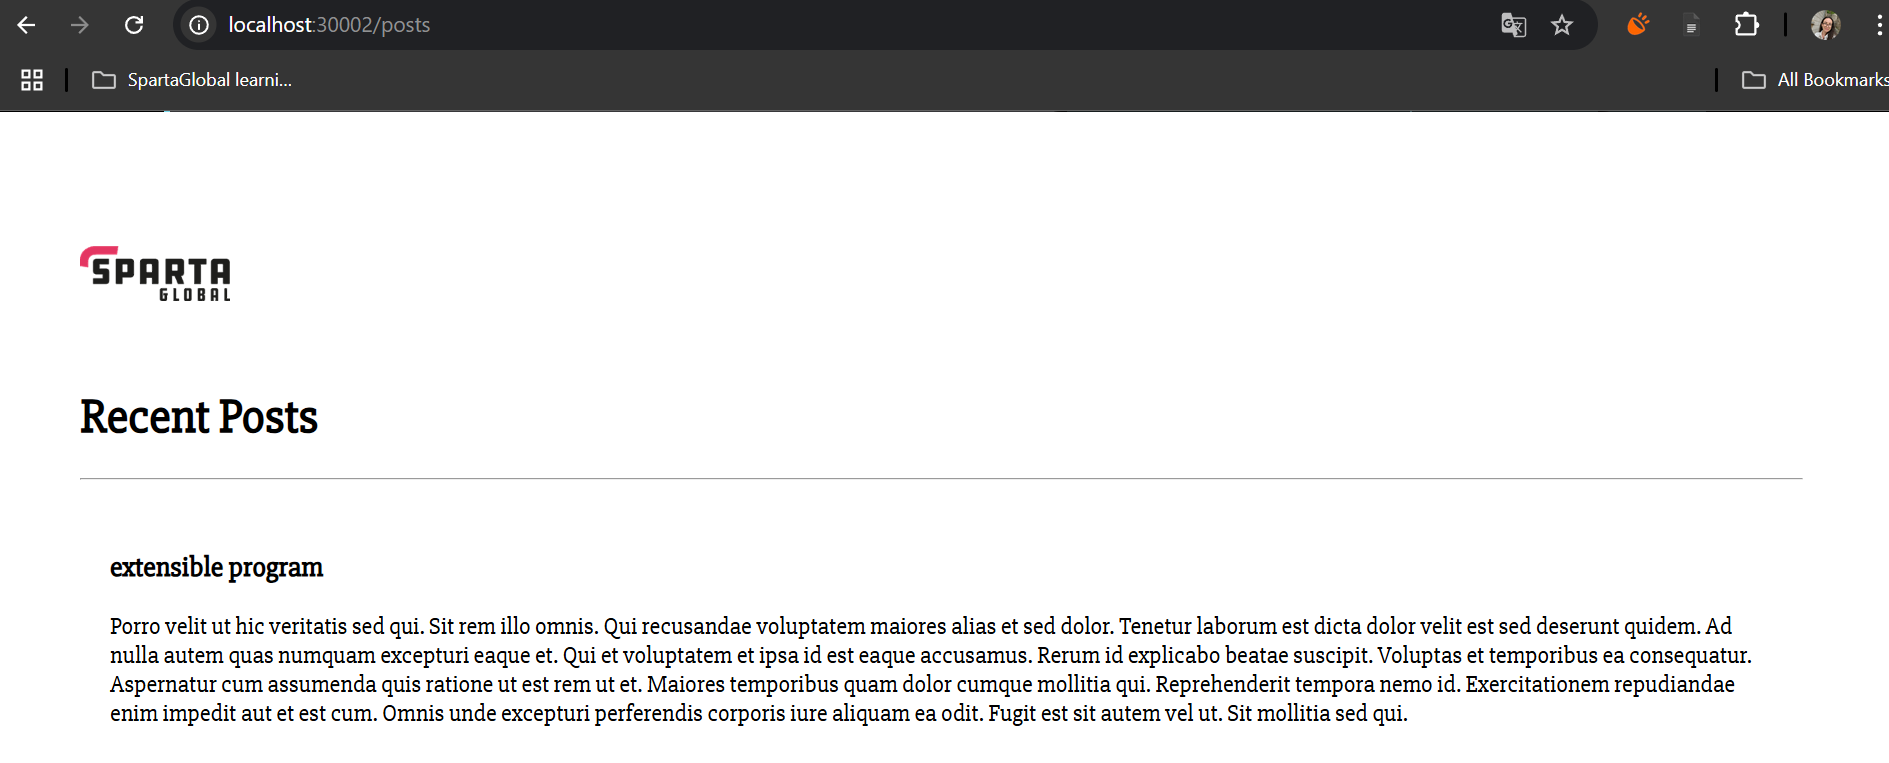 localhost:30002/posts
SpartaGlobal learni...
All Bookmarks
SPARTA
GLOBAL
Recent Posts
extensible program
Porro velit ut hic veritatis sed qui. Sit rem illo omnis. Qui recusandae voluptatem maiores alias et sed dolor. Tenetur laborum est dicta dolor velit est sed deserunt quidem. Ad
nulla autem quas numquam excepturi eaque et. Qui et voluptatem et ipsa id est eaque accusamus. Rerum id explicabo beatae suscipit. Voluptas et temporibus ea consequatur.
Aspernatur cum assumenda quis ratione ut est rem ut et. Maiores temporibus quam dolor cumque mollitia qui. Reprehenderit tempora nemo id. Exercitationem repudiandae
enim impedit aut et est cum. Omnis unde excepturi perferendis corporis iure aliquam ea odit. Fugit est sit autem vel ut. Sit mollitia sed qui.